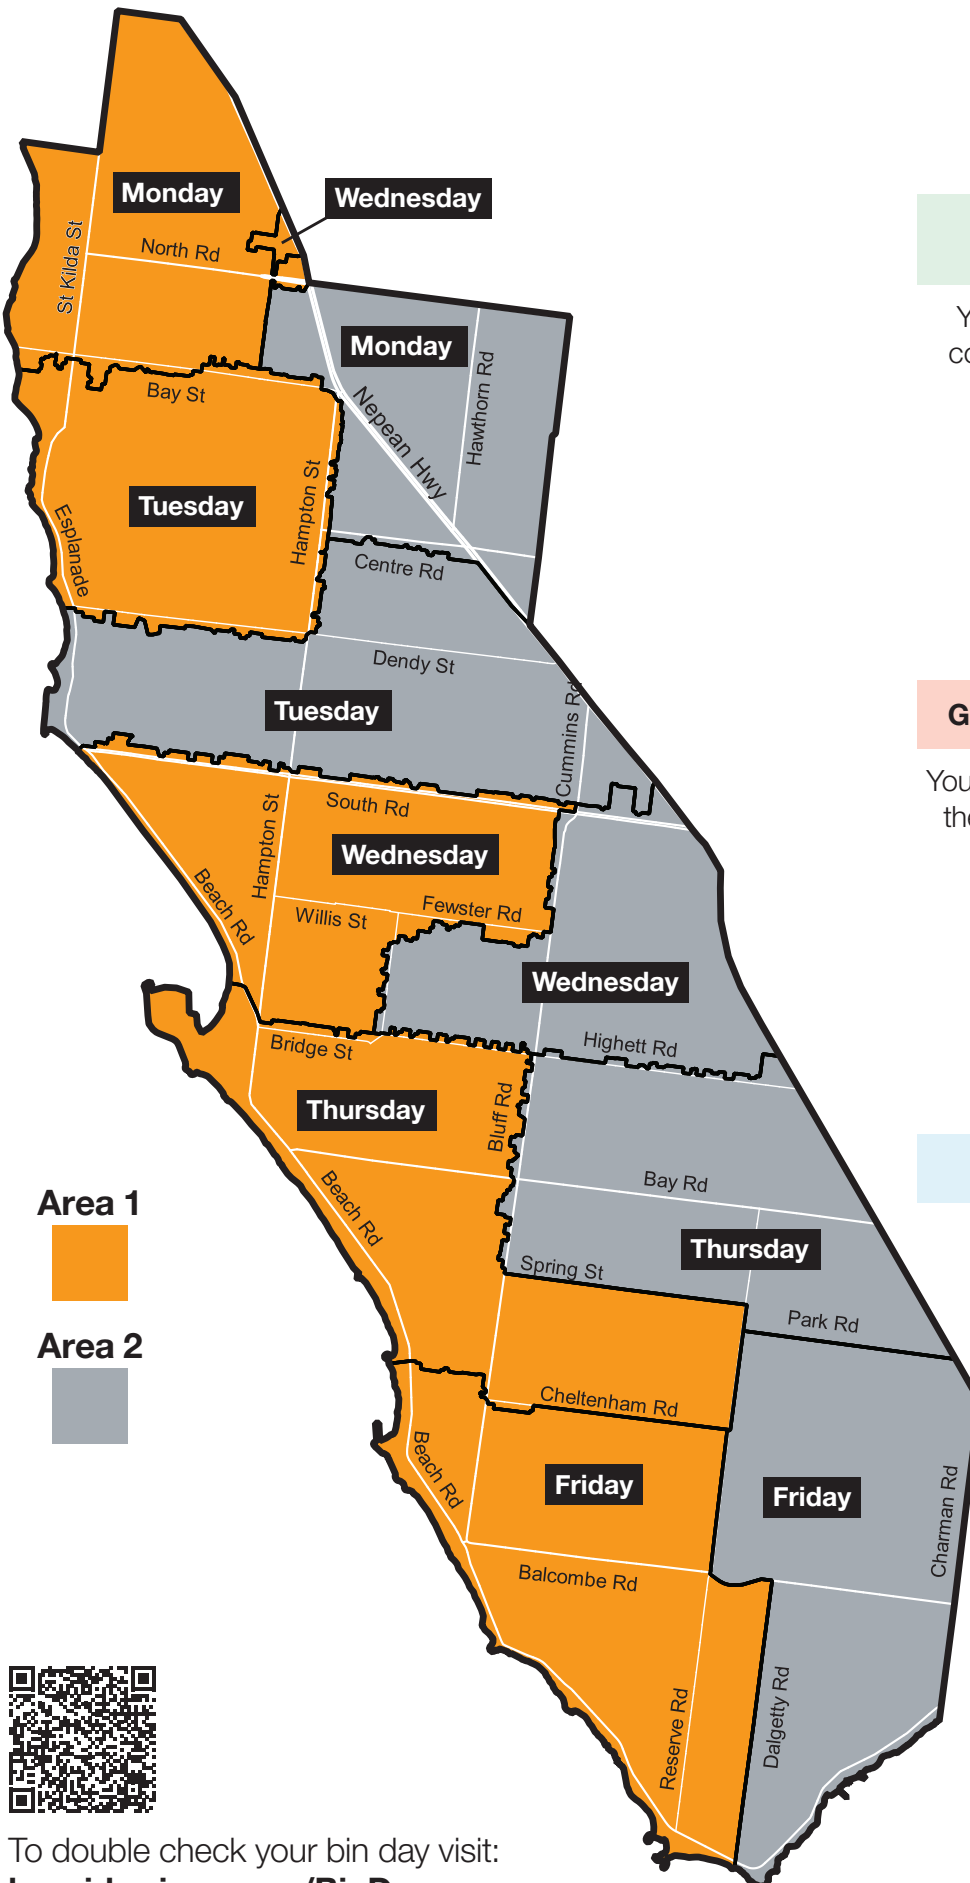 Monday
Wednesday
St Kilda St
North Rd
Monday
Hawthorn Rd
Nepean Hwy
Bay St
Tuesday
Hampton St
Esplanade
Centre Rd
Dendy St
Tuesday
Cummins Rd
South Rd
Hampton St
Wednesday
Beach Rd
Willis St
Fewster Rd
Wednesday
Highett Rd
Bridge St
Thursday
Bluff Rd
Bay Rd
Beach Rd
Thursday
Spring St
Park Rd
Area 1
Area 2
Cheltenham Rd
Beach Rd
Friday
Friday
Charman Rd
Balcombe Rd
Reserve Rd
Dalgetty Rd
Y
co
G
You
the
To double check your bin day visit: